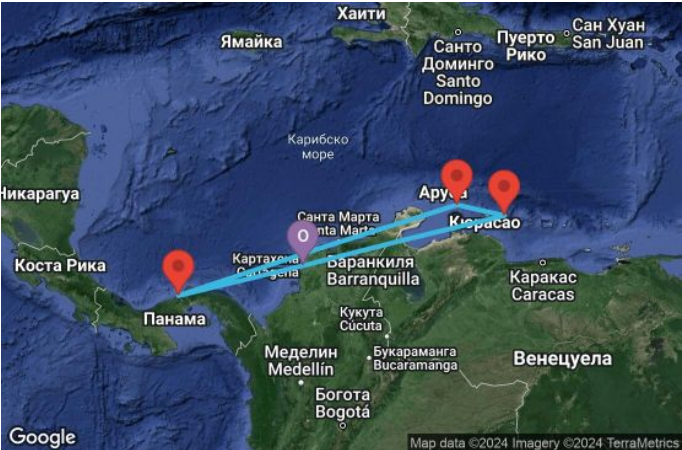 Хаити
Ямайка
Санто
Доминго
Santo
Domingo
Пуерто
Рико
Сан Хуан
San Juan
Карибско
море
Никарагуа
Аруба
Кюрасао
Санта Марта
Santa Marta
O
Картахена
Cartagena
Баранкиля
Barranquilla
Коста Рика
Панама
Каракас
Caracas
Кукута
Cúcuta
Меделин
Medellín
Букараманга
Bucaramanga
Венецуела
Богота
Bogotá
Google
Map data ©2024 Imagery ©2024 TerraMetrics